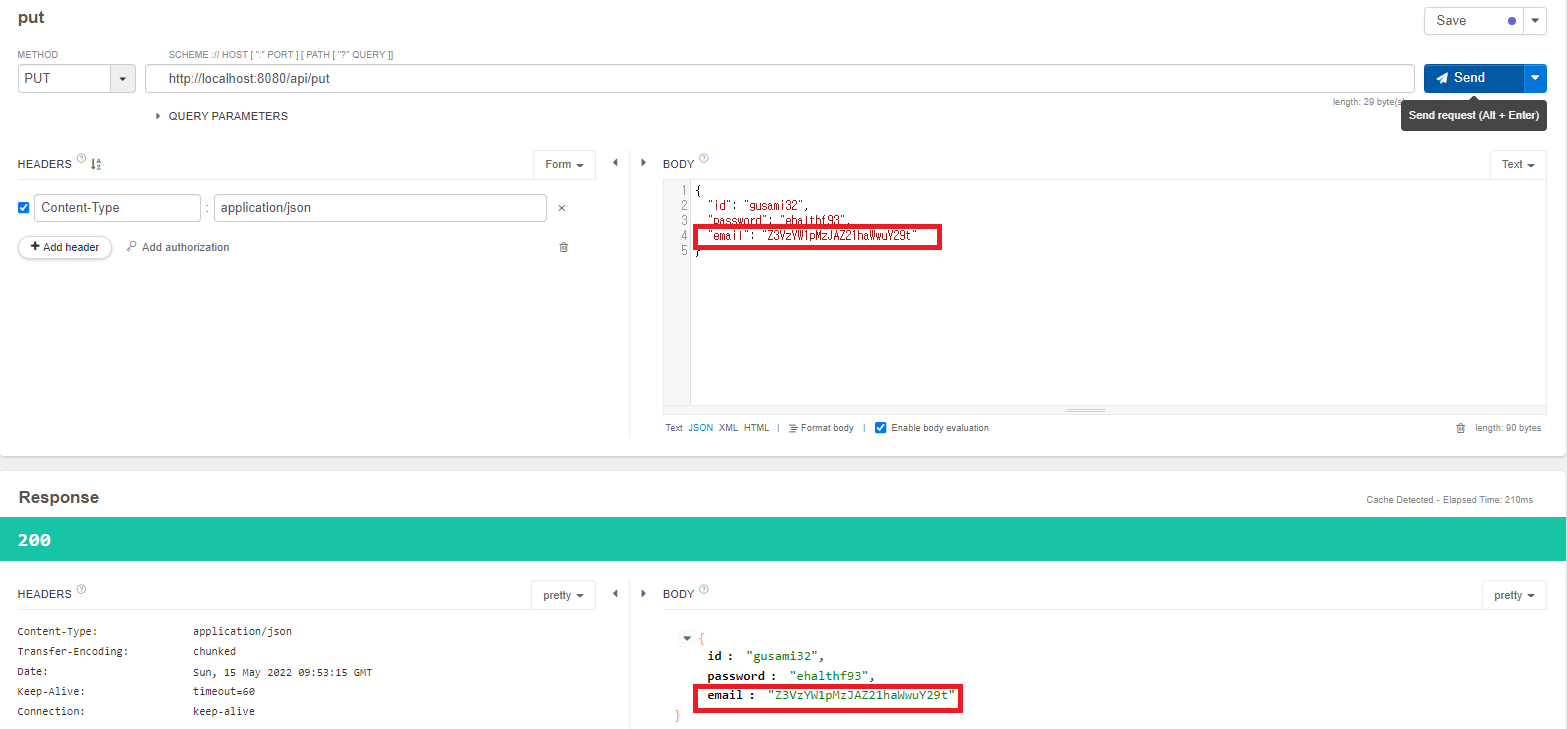 put
Save
METHOD
SCHEME :// HOST [ ":" PORT ] [ PATH [ "?" QUERY ]]
PUT
http://localhost:8080/api/put
Send
length: 29 byte(s)
QUERY PARAMETERS
Send request (Alt + Enter)
HEADERS ?
Form
BODY ?
Text
Content-Type : application/json
+ Add header
Add authorization
1 {
2 "id": "gusami32",
3 "password": "ehalthf93",
4 "email": "Z3VzYW1pMzJAZ21haWwuY29t"
5 }
Text JSON XML HTML | Format body | Enable body evaluation
length: 90 bytes
Response
Cache Detected - Elapsed Time: 210ms
200
HEADERS ?
pretty
BODY ?
pretty
Content-Type: application/json
Transfer-Encoding: chunked
Date: Sun, 15 May 2022 09:53:15 GMT
Keep-Alive: timeout=60
Connection: keep-alive
{
id : "gusami32",
password : "ehalthf93",
email : "Z3VzYW1pMzJAZ21haWwuY29t"
}